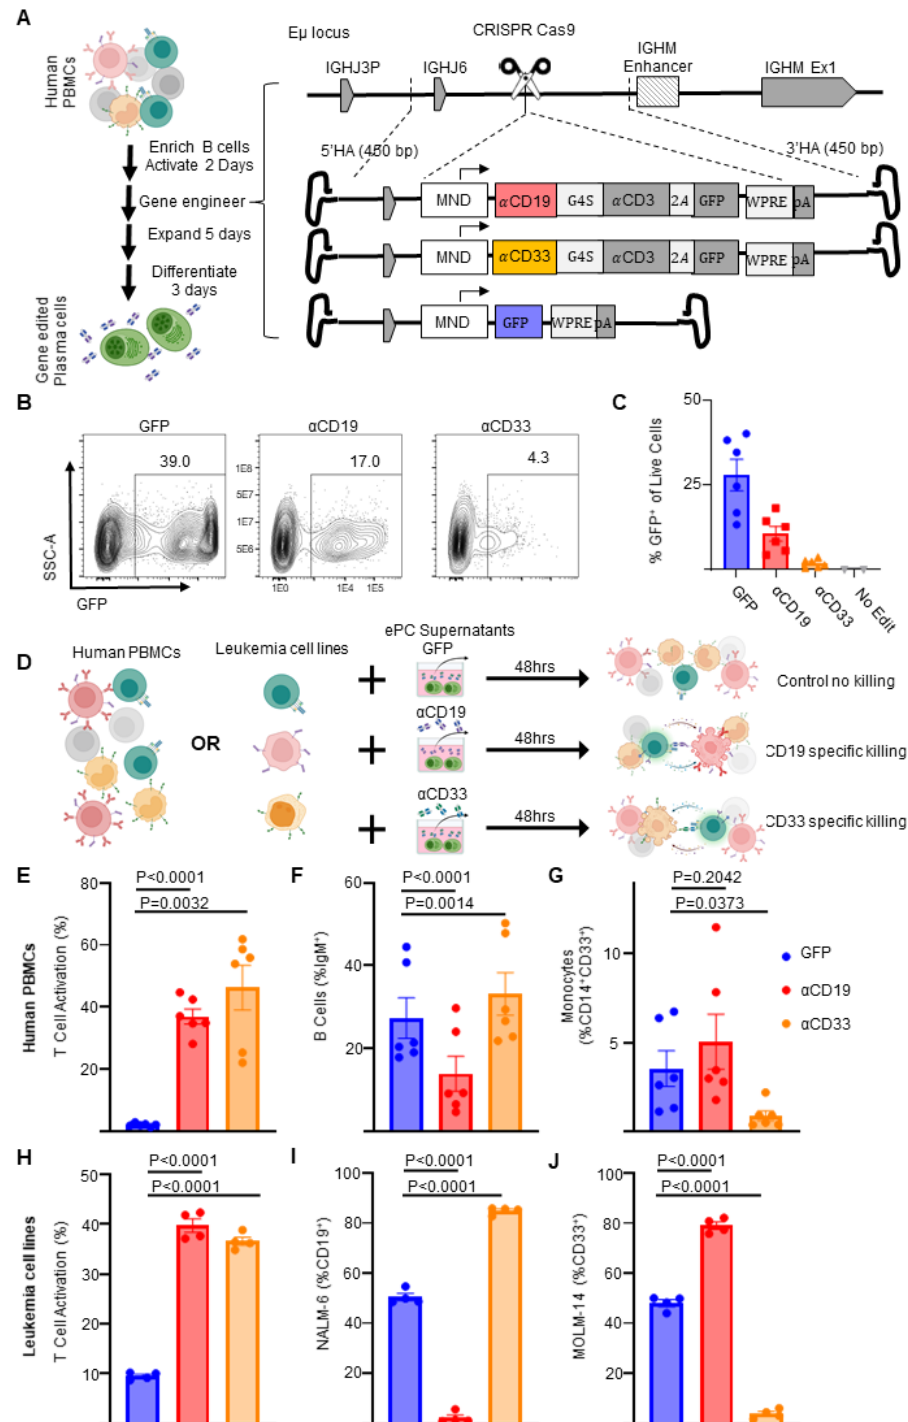 A
Human
PBMCs
Enrich B cells
Activate 2 Days
Gene engineer
Expand 5 days
Differentiate
3 days
Gene edited
Plasma cells
Eμ locus
CRISPR Cas9
IGHJ3P
IGHJ6
IGHM
Enhancer
IGHM Ex1
5'HA (450 bp)
3'HA (450 bp)
MND αCD19 G4S αCD3 2A GFP WPRE pA
MND αCD33 G4S αCD3 2A GFP WPRE pA
MND GFP WPRE pA
B
GFP
39.0
αCD19
17.0
αCD33
4.3
SSC-A
GFP
1E8
5E7
1E7
5E6
1E0 1E4 1E5
C
% GFP⁺ of Live Cells
50
25
GFP
αCD19
αCD33
No Edit
D
Human PBMCs
Leukemia cell lines
ePC Supernatants
OR
GFP
48hrs
Control no killing
αCD19
48hrs
CD19 specific killing
αCD33
48hrs
CD33 specific killing
E
Human PBMCs
T Cell Activation (%)
80
60
40
20
P<0.0001
P=0.0032
F
B Cells (%IgM⁺)
60
40
20
P<0.0001
P=0.0014
G
Monocytes
(%CD14⁺CD33⁺)
10
5
P=0.2042
P=0.0373
GFP
αCD19
αCD33
H
Leukemia cell lines
T Cell Activation (%)
50
40
30
20
10
P<0.0001
P<0.0001
I
NALM-6 (%CD19⁺)
100
80
60
40
20
P<0.0001
P<0.0001
J
MOLM-14 (%CD33⁺)
100
80
60
40
20
P<0.0001
P<0.0001